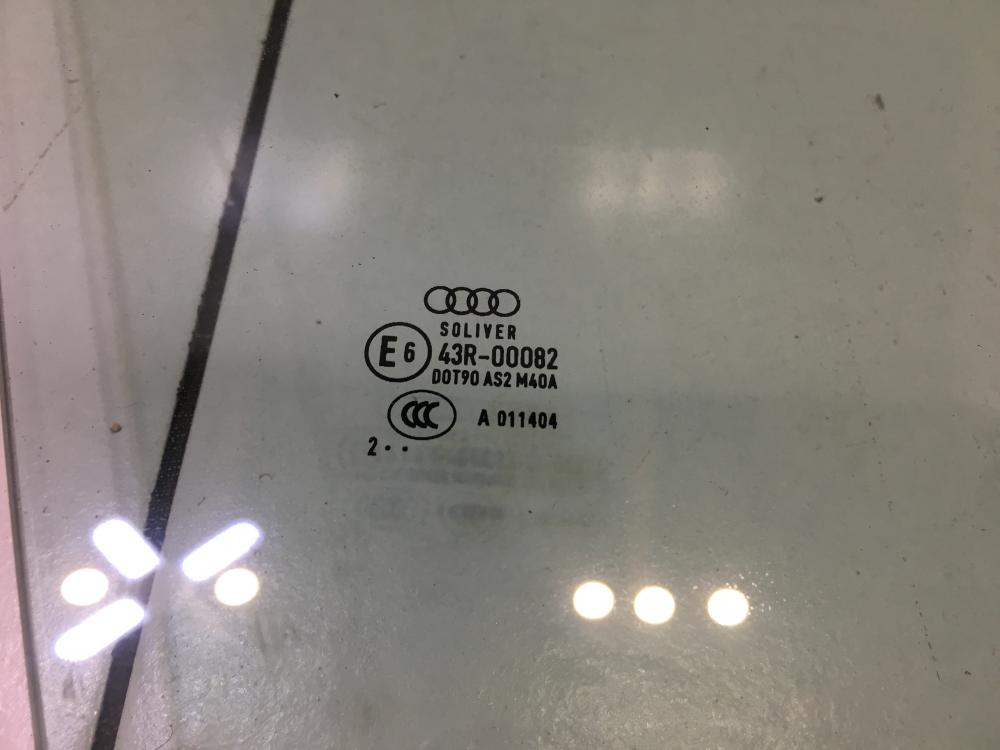 SOLIVER
E6 43R-00082
DOT90 AS2 M40A
CCC A 011404
2··